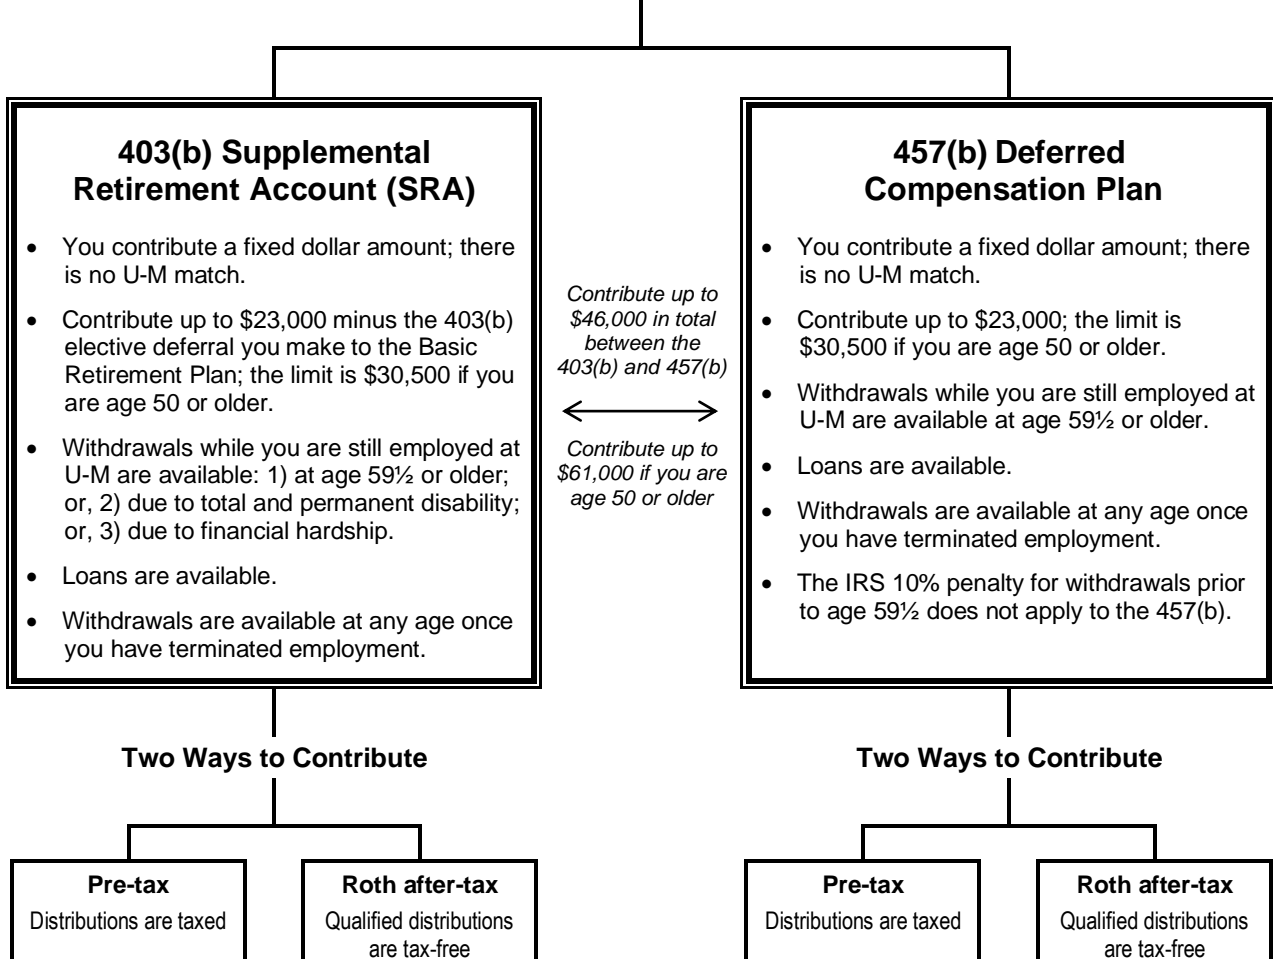 403(b) Supplemental
Retirement Account (SRA)
• You contribute a fixed dollar amount; there
is no U-M match.
• Contribute up to $23,000 minus the 403(b)
elective deferral you make to the Basic
Retirement Plan; the limit is $30,500 if you
are age 50 or older.
• Withdrawals while you are still employed at
U-M are available: 1) at age 59½ or older;
or, 2) due to total and permanent disability;
or, 3) due to financial hardship.
• Loans are available.
• Withdrawals are available at any age once
you have terminated employment.
Contribute up to
$46,000 in total
between the
403(b) and 457(b)
Contribute up to
$61,000 if you are
age 50 or older
457(b) Deferred
Compensation Plan
• You contribute a fixed dollar amount; there
is no U-M match.
• Contribute up to $23,000; the limit is
$30,500 if you are age 50 or older.
• Withdrawals while you are still employed at
U-M are available at age 59½ or older.
• Loans are available.
• Withdrawals are available at any age once
you have terminated employment.
• The IRS 10% penalty for withdrawals prior
to age 59½ does not apply to the 457(b).
Two Ways to Contribute
Pre-tax
Distributions are taxed
Roth after-tax
Qualified distributions
are tax-free
Two Ways to Contribute
Pre-tax
Distributions are taxed
Roth after-tax
Qualified distributions
are tax-free